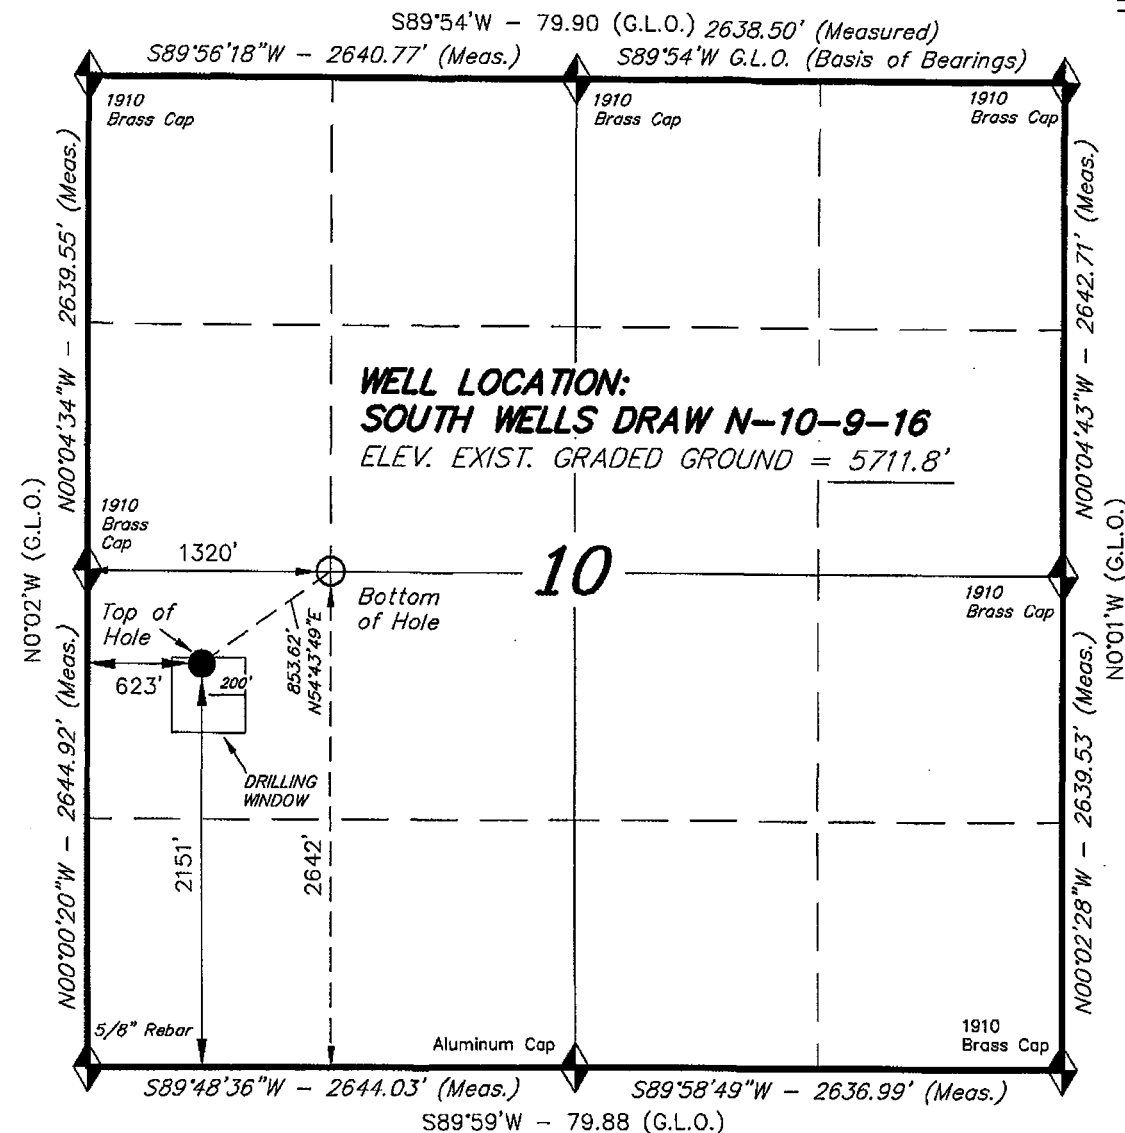 S89°54'W - 79.90 (G.L.O.) 2638.50' (Measured)
S89°56'18"W - 2640.77' (Meas.)
S89°54'W G.L.O. (Basis of Bearings)
1910
Brass Cap
1910
Brass Cap
1910
Brass Cap
N00°04'34"W - 2639.55' (Meas.)
N00°04'43"W - 2642.71' (Meas.)
WELL LOCATION:
SOUTH WELLS DRAW N-10-9-16
ELEV. EXIST. GRADED GROUND = 5711.8'
N0°02'W (G.L.O.)
N0°01'W (G.L.O.)
1910
Brass
Cap
1320'
10
Bottom
of Hole
1910
Brass Cap
Top of
Hole
853.62'
N54°43'49"E
623'
200'
DRILLING
WINDOW
N00°00'20"W - 2644.92' (Meas.)
N00°02'28"W - 2639.53' (Meas.)
2151'
2642'
5/8" Rebar
Aluminum Cap
1910
Brass Cap
S89°48'36"W - 2644.03' (Meas.)
S89°58'49"W - 2636.99' (Meas.)
S89°59'W - 79.88 (G.L.O.)